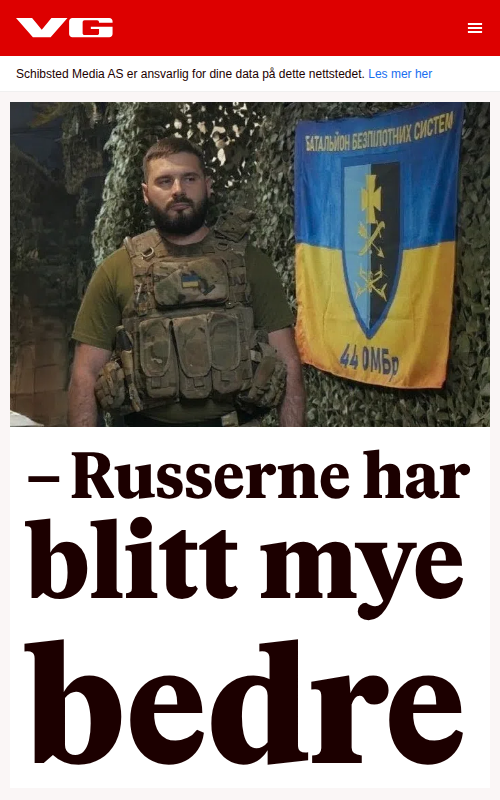 VG
Schibsted Media AS er ansvarlig for dine data på dette nettstedet. Les mer her
БАТАЛЬЙОН БЕЗПІЛОТНИХ СИСТЕМ
44 ОМБр
– Russerne har
blitt mye
bedre